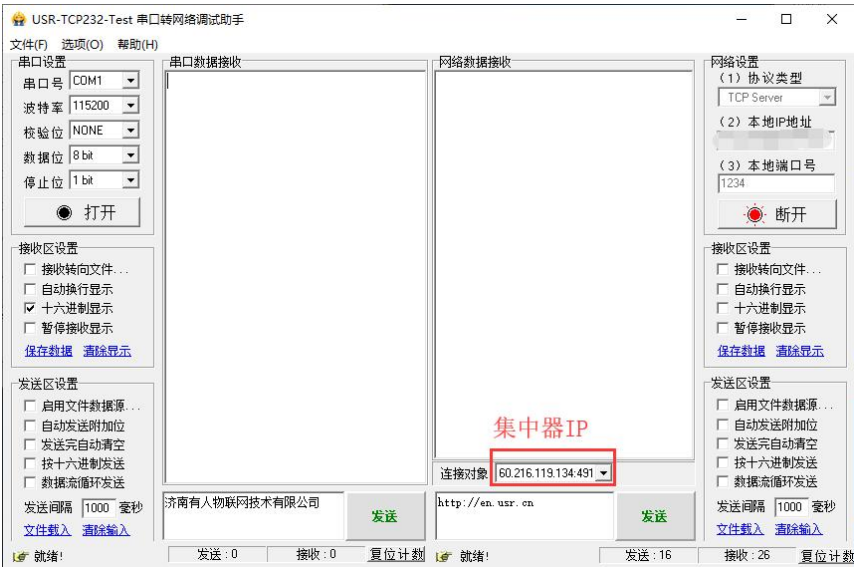 USR-TCP232-Test 串口转网络调试助手
文件(F) 选项(O) 帮助(H)
串口设置
串口号 COM1
波特率 115200
校验位 NONE
数据位 8 bit
停止位 1 bit
打开
接收区设置
接收转向文件...
自动换行显示
十六进制显示
暂停接收显示
保存数据 清除显示
发送区设置
启用文件数据源...
自动发送附加位
发送完自动清空
按十六进制发送
数据流循环发送
发送间隔 1000 毫秒
文件载入 清除输入
串口数据接收
济南有人物联网技术有限公司
发送
网络数据接收
集中器IP
连接对象 60.216.119.134:491
http://en.usr.cn
发送
网络设置
(1) 协议类型
TCP Server
(2) 本地IP地址
(3) 本地端口号
1234
断开
接收区设置
接收转向文件...
自动换行显示
十六进制显示
暂停接收显示
保存数据 清除显示
发送区设置
启用文件数据源...
自动发送附加位
发送完自动清空
按十六进制发送
数据流循环发送
发送间隔 1000 毫秒
文件载入 清除输入
就绪! 发送:0 接收:0 复位计数
就绪! 发送:16 接收:26 复位计数